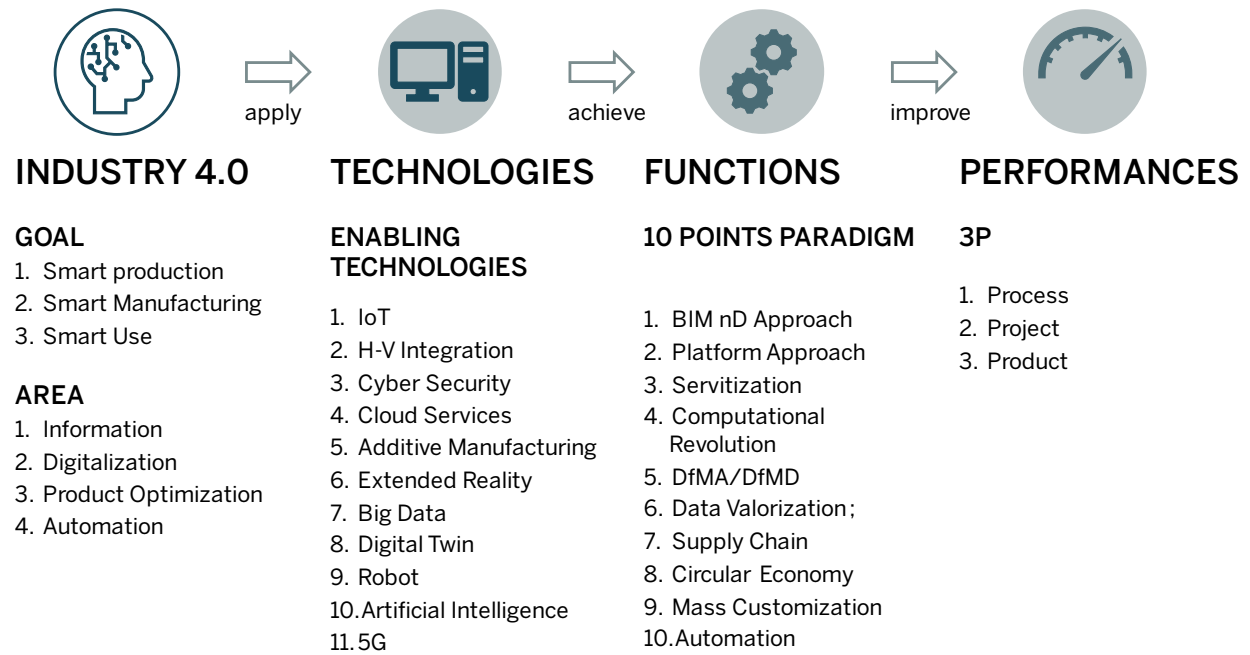 apply
achieve
improve
INDUSTRY 4.0
GOAL
1. Smart production
2. Smart Manufacturing
3. Smart Use
AREA
1. Information
2. Digitalization
3. Product Optimization
4. Automation
TECHNOLOGIES
ENABLING
TECHNOLOGIES
1. IoT
2. H-V Integration
3. Cyber Security
4. Cloud Services
5. Additive Manufacturing
6. Extended Reality
7. Big Data
8. Digital Twin
9. Robot
10.Artificial Intelligence
11. 5G
FUNCTIONS
10 POINTS PARADIGM
1. BIM nD Approach
2. Platform Approach
3. Servitization
4. Computational
Revolution
5. DfMA/DfMD
6. Data Valorization;
7. Supply Chain
8. Circular Economy
9. Mass Customization
10.Automation
PERFORMANCES
3P
1. Process
2. Project
3. Product